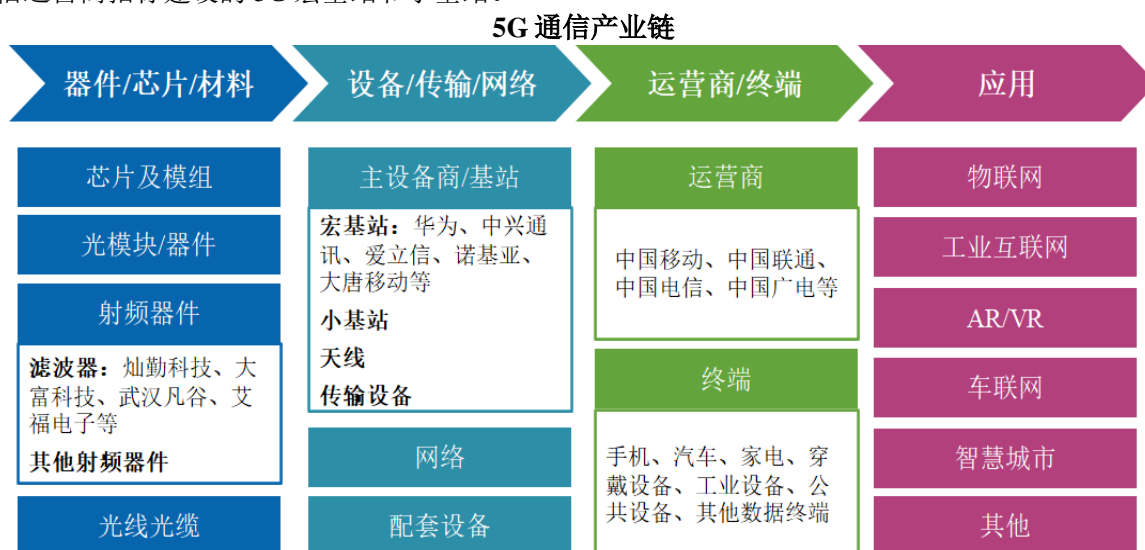 5G 通信产业链
器件/芯片/材料
设备/传输/网络
运营商/终端
应用
芯片及模组
光模块/器件
射频器件
滤波器：灿勤科技、大
富科技、武汉凡谷、艾
福电子等
其他射频器件
光线光缆
主设备商/基站
宏基站：华为、中兴通
讯、爱立信、诺基亚、
大唐移动等
小基站
天线
传输设备
网络
配套设备
运营商
中国移动、中国联通、
中国电信、中国广电等
终端
手机、汽车、家电、穿
戴设备、工业设备、公
共设备、其他数据终端
物联网
工业互联网
AR/VR
车联网
智慧城市
其他